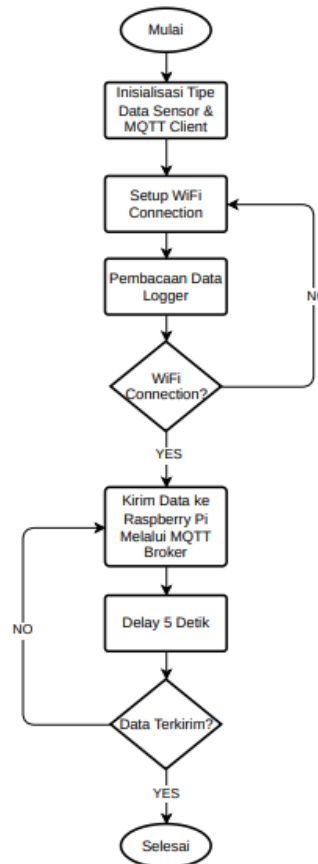 Mulai
Inisialisasi Tipe
Data Sensor &
MQTT Client
Setup WiFi
Connection
Pembacaan Data
Logger
WiFi
Connection?
YES
Kirim Data ke
Raspberry Pi
Melalui MQTT
Broker
Delay 5 Detik
NO
Data Terkirim?
YES
Selesai